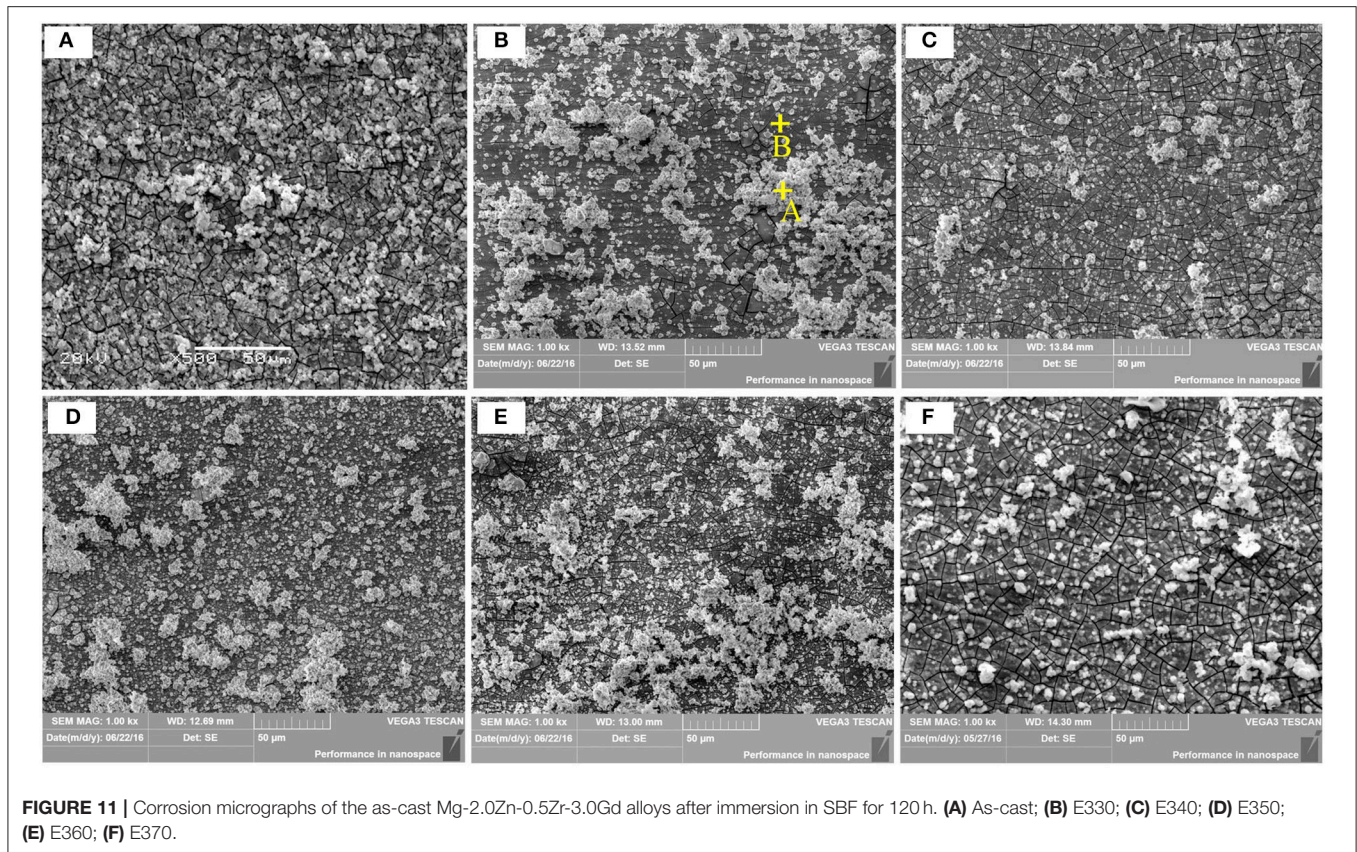 A
20kV X500 50µm
B
B
A
SEM MAG: 1.00 kx WD: 13.52 mm VEGA3 TESCAN
Date(m/d/y): 06/22/16 Det: SE 50 µm
Performance in nanospace
C
SEM MAG: 1.00 kx WD: 13.84 mm VEGA3 TESCAN
Date(m/d/y): 06/22/16 Det: SE 50 µm
Performance in nanospace
D
SEM MAG: 1.00 kx WD: 12.69 mm VEGA3 TESCAN
Date(m/d/y): 06/22/16 Det: SE 50 µm
Performance in nanospace
E
SEM MAG: 1.00 kx WD: 13.00 mm VEGA3 TESCAN
Date(m/d/y): 06/22/16 Det: SE 50 µm
Performance in nanospace
F
SEM MAG: 1.00 kx WD: 14.30 mm VEGA3 TESCAN
Date(m/d/y): 05/27/16 Det: SE 50 µm
Performance in nanospace
FIGURE 11 | Corrosion micrographs of the as-cast Mg-2.0Zn-0.5Zr-3.0Gd alloys after immersion in SBF for 120 h. (A) As-cast; (B) E330; (C) E340; (D) E350;
(E) E360; (F) E370.